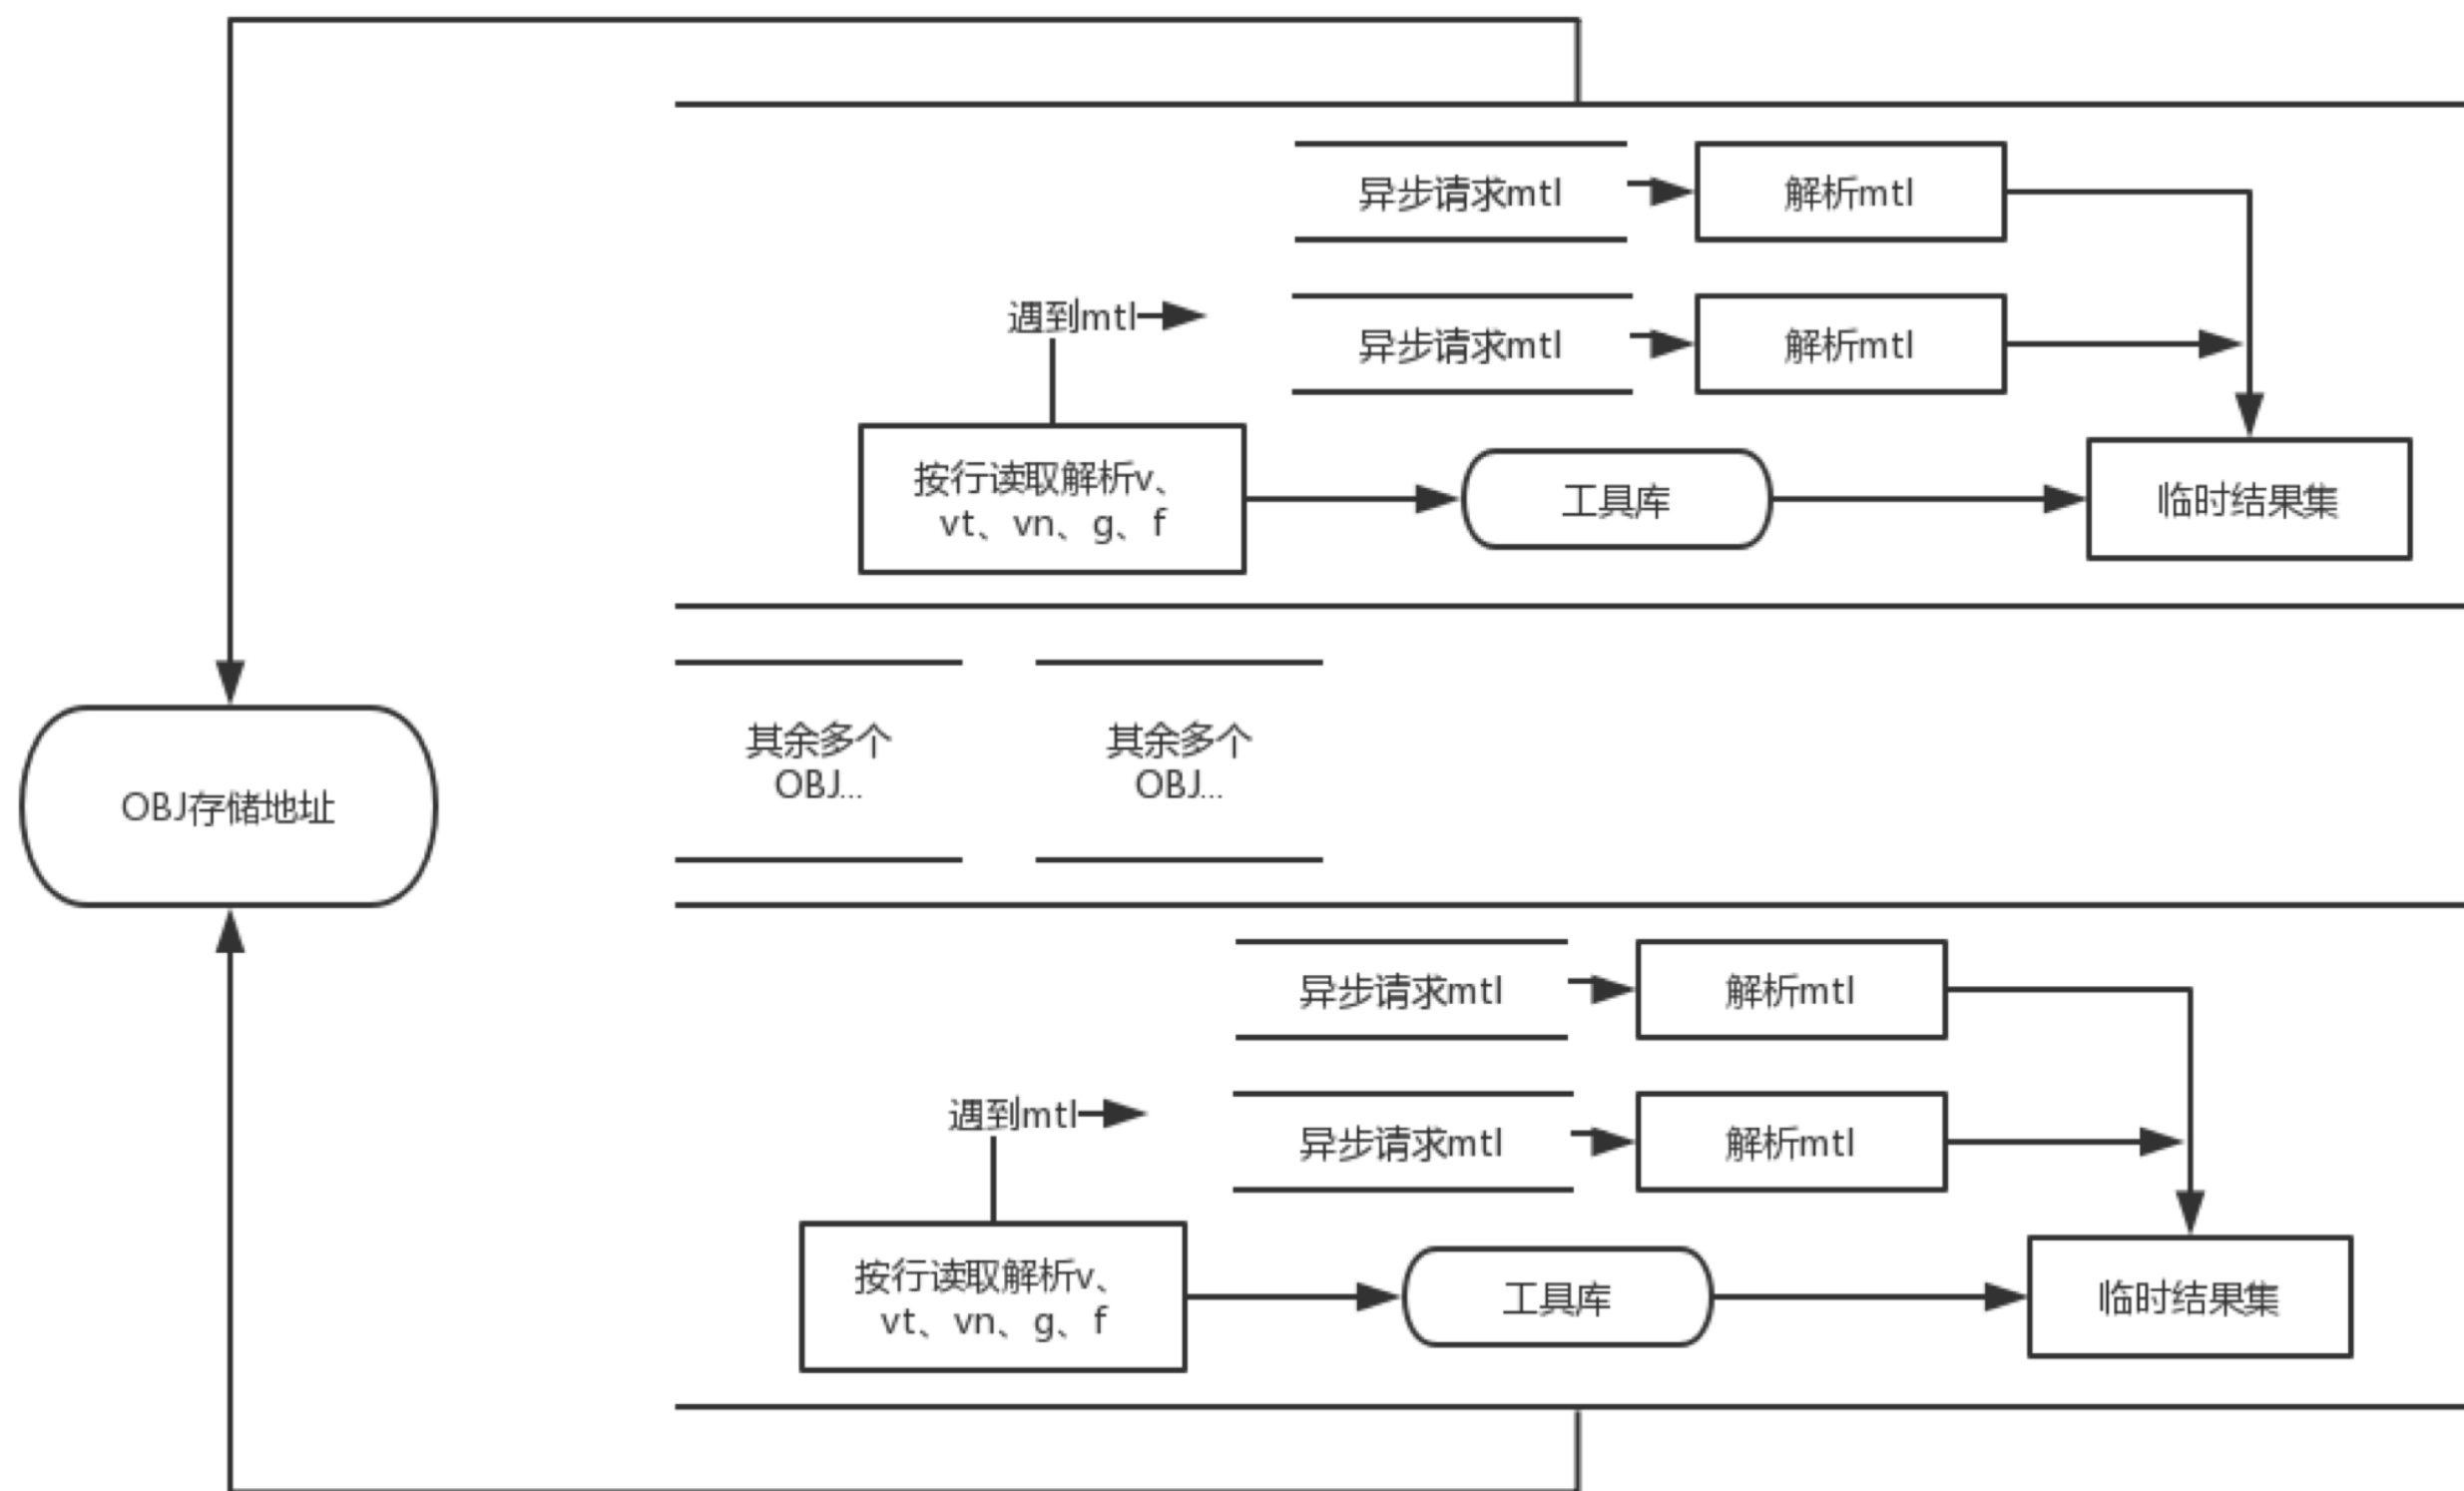 异步请求mtl
解析mtl
遇到mtl
异步请求mtl
解析mtl
按行读取解析v、
vt、vn、g、f
工具库
临时结果集
其余多个
OBJ...
其余多个
OBJ...
OBJ存储地址
异步请求mtl
解析mtl
遇到mtl
异步请求mtl
解析mtl
按行读取解析v、
vt、vn、g、f
工具库
临时结果集